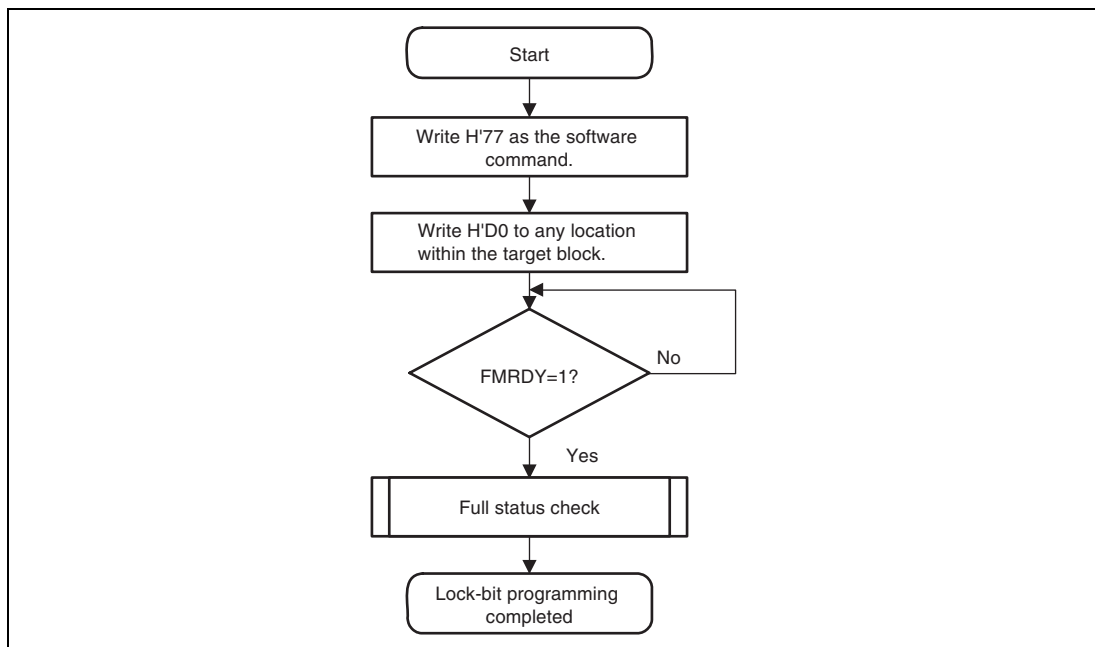 Start
Write H'77 as the software
command.
Write H'D0 to any location
within the target block.
FMRDY=1?
No
Yes
Full status check
Lock-bit programming
completed